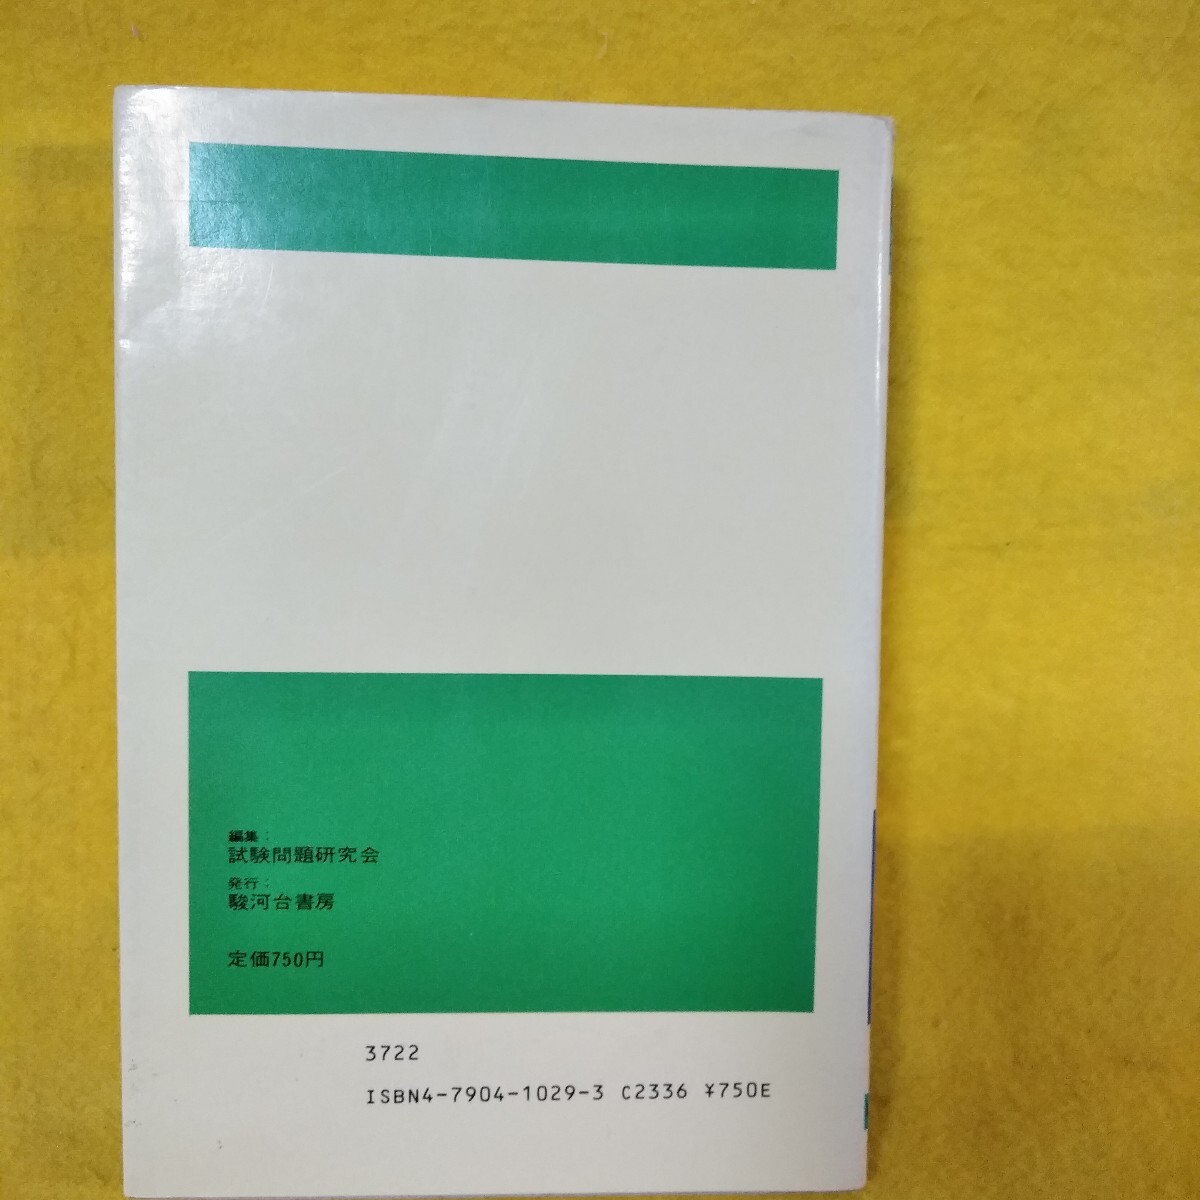 編集:
試験問題研究会
発行:
駿河台書房
定価750円
3722
ISBN4-7904-1029-3 C2336 ¥750E